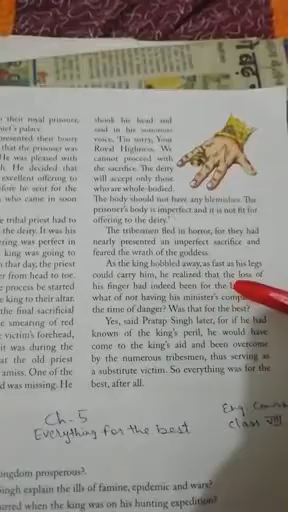 their royal prisoner,
palace.
presented their booty
that the prisoner was
He was pleased with
He decided that
excellent offering to
fore he sent for the
who came in soon
tribal priest had to
the deity. It was his
ering was perfect in
king was going to
that day, the priest
from head to toe.
process was started
king to their altar.
the final sacrificial
smearing of red
victim's forehead,
it was during the
at the old priest
amiss. One of the
was missing. He
shook his head and
said in his sonorous
voice, 'I'm sorry, Your
Royal Highness. We
cannot proceed with
the sacrifice. The deity
will accept only those
who are whole-bodied.
The body should not have any blemishes. The
prisoner's body is imperfect and it is not fit for
offering to the deity.'
The tribesmen fled in horror, for they had
nearly presented an imperfect sacrifice and
feared the wrath of the goddess.
As the king hobbled away, as fast as his legs
could carry him, he realized that the loss of
his finger had indeed been for the
what of not having his minister's
the time of danger? Was that for the best?
Yes, said Pratap Singh later, for if he had
known of the king's peril, he would have
come to the king's aid and been overcome
by the numerous tribesmen, thus serving as
a substitute victim. So everything was for the
best, after all.
Ch-5
Everything for the best
Eng
class VIII
ingdom prosperous?
Singh explain the ills of famine, epidemic and wars?
urred when the king was on his hunting expedition?